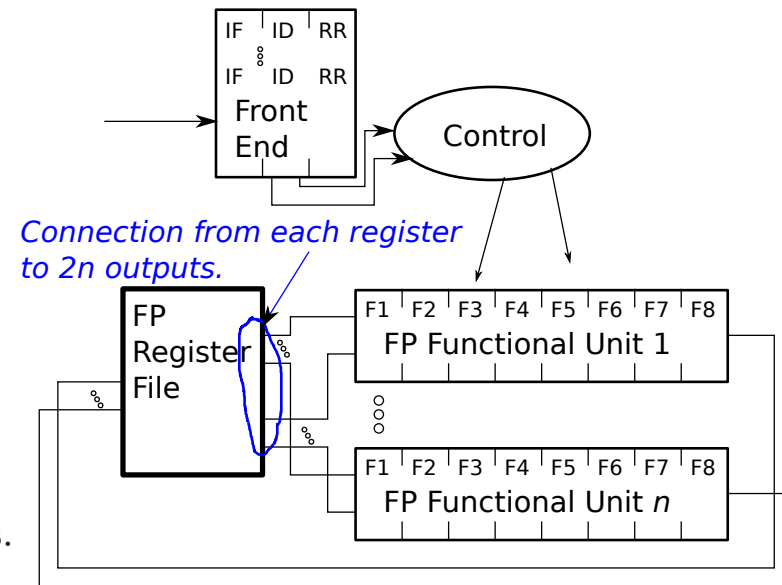 IF ID RR
IF ID RR
Front
End
Control
Connection from each register
to 2n outputs.
FP
Register
File
F1 F2 F3 F4 F5 F6 F7 F8
FP Functional Unit 1
F1 F2 F3 F4 F5 F6 F7 F8
FP Functional Unit n